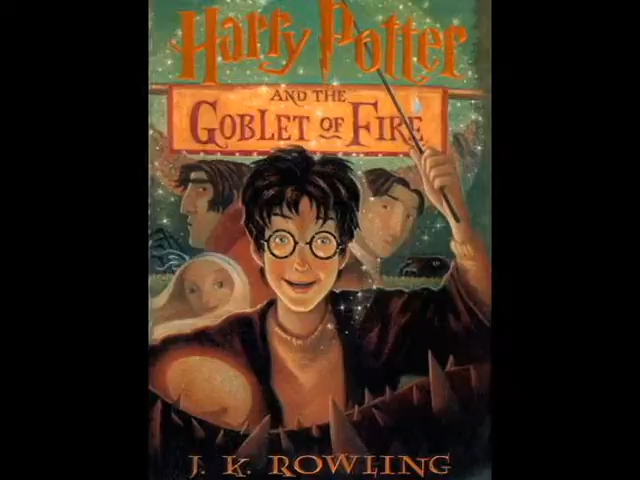 Harry Potter
AND THE
GOBLET OF FIRE
J. K. ROWLING